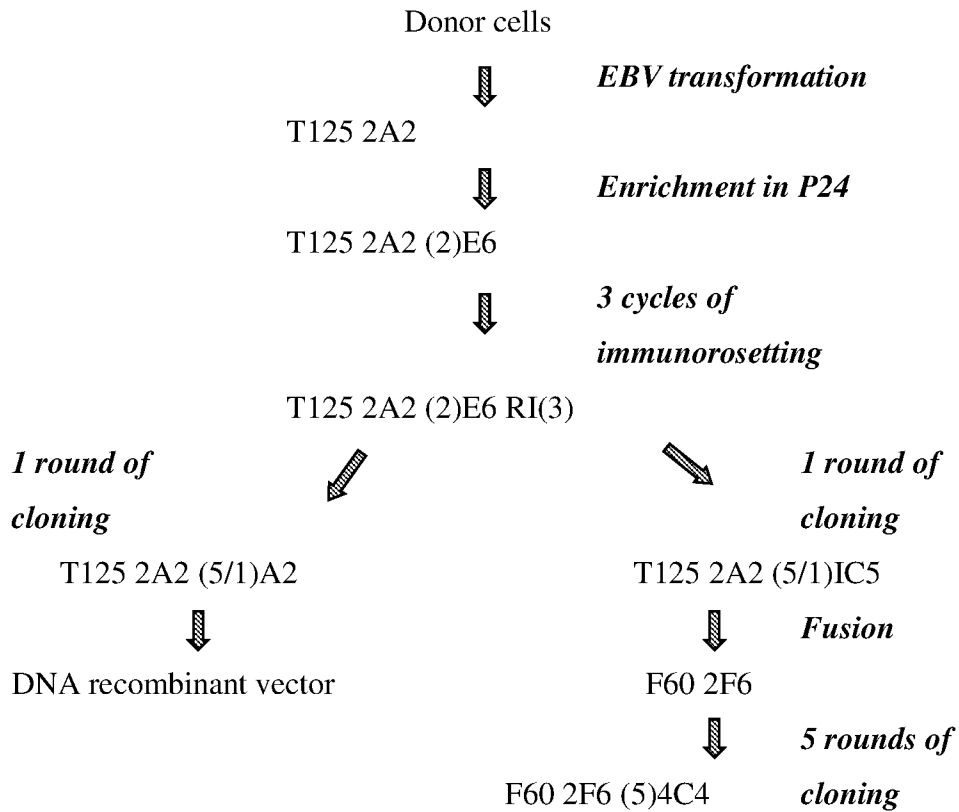 Donor cells
EBV transformation
T125 2A2
Enrichment in P24
T125 2A2 (2)E6
3 cycles of
immunorosetting
T125 2A2 (2)E6 RI(3)
1 round of
cloning
1 round of
cloning
T125 2A2 (5/1)A2
T125 2A2 (5/1)IC5
Fusion
DNA recombinant vector
F60 2F6
5 rounds of
cloning
F60 2F6 (5)4C4